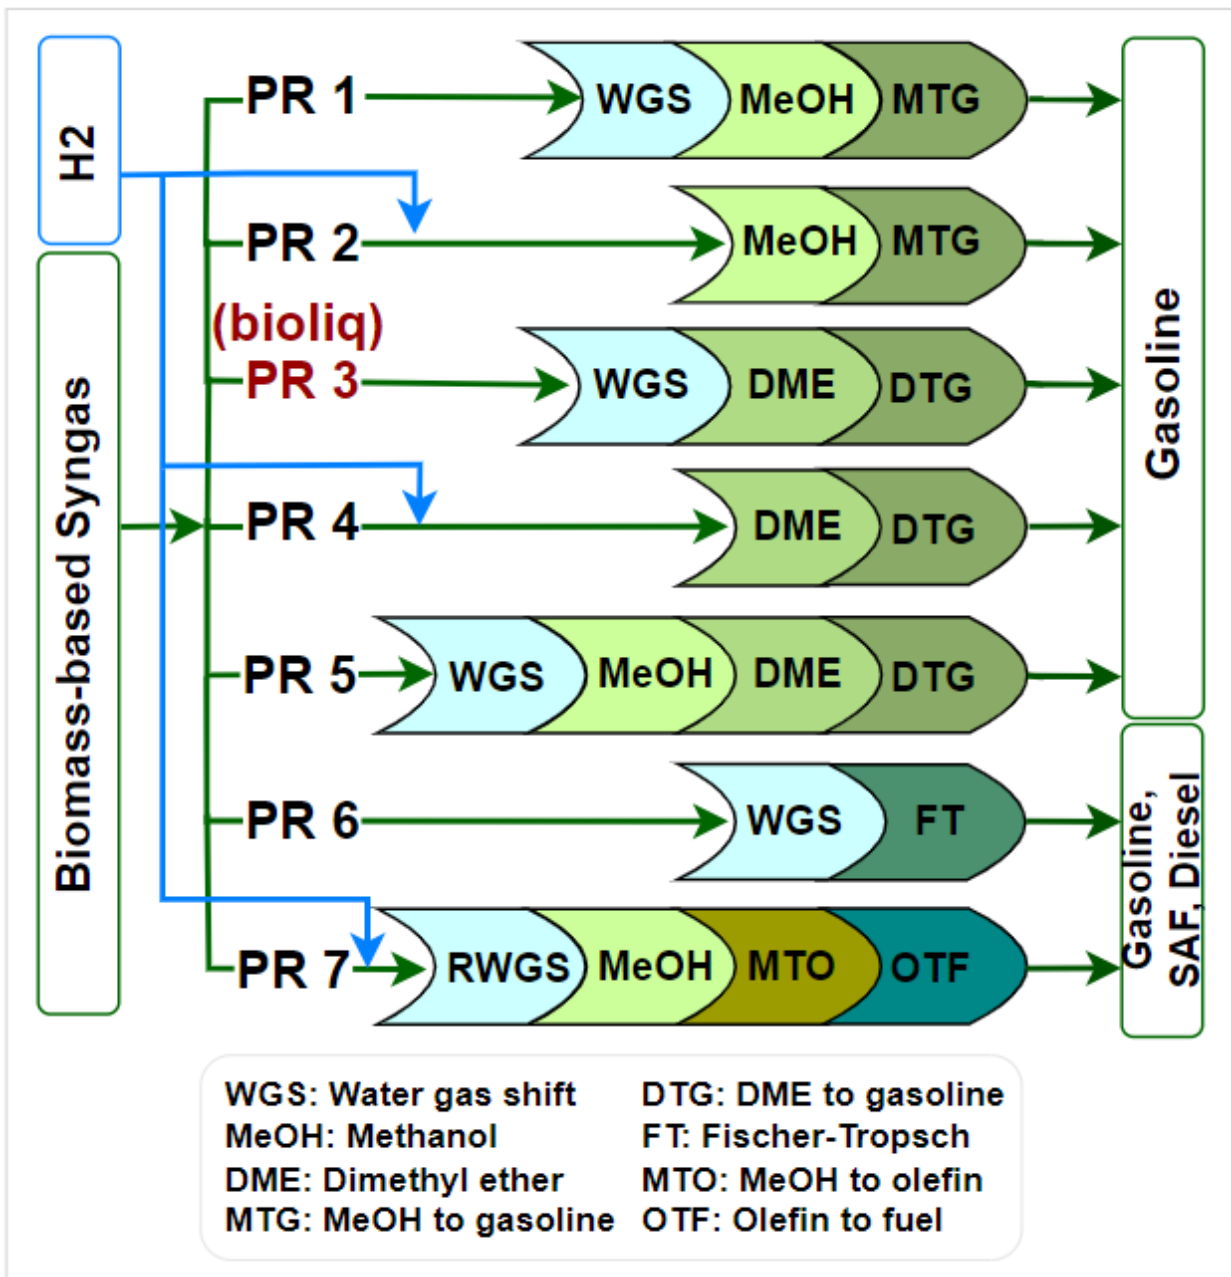 H2
Biomass-based Syngas
PR 1
WGS
MeOH
MTG
PR 2
MeOH
MTG
(bioliq)
PR 3
WGS
DME
DTG
PR 4
DME
DTG
PR 5
WGS
MeOH
DME
DTG
PR 6
WGS
FT
PR 7
RWGS
MeOH
MTO
OTF
Gasoline
Gasoline,
SAF, Diesel
WGS: Water gas shift
MeOH: Methanol
DME: Dimethyl ether
MTG: MeOH to gasoline
DTG: DME to gasoline
FT: Fischer-Tropsch
MTO: MeOH to olefin
OTF: Olefin to fuel